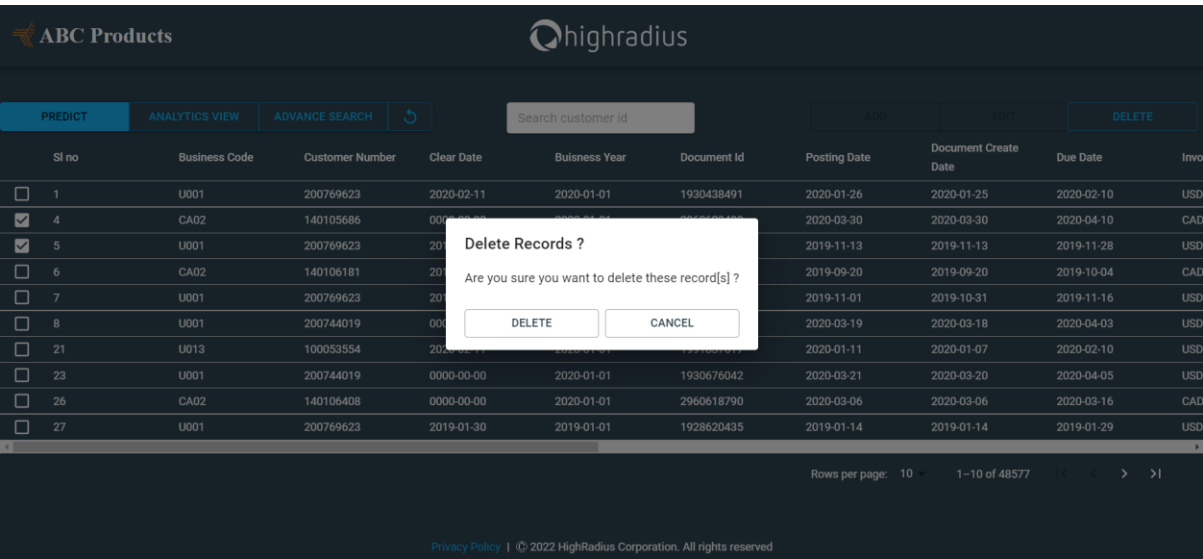 ABC Products
highradius
PREDICT ANALYTICS VIEW ADVANCE SEARCH Search customer id ADD EDIT DELETE
Sl no Business Code Customer Number Clear Date Buisness Year Document Id Posting Date Document Create Date Due Date Invo
1 U001 200769623 2020-02-11 2020-01-01 1930438491 2020-01-26 2020-01-25 2020-02-10 USD
4 CA02 140105686 2020-03-30 2020-03-30 2020-04-10 CAD
5 U001 200769623 201 2019-11-13 2019-11-13 2019-11-28 USD
6 CA02 140106181 201 2019-09-20 2019-09-20 2019-10-04 CAD
7 U001 200769623 201 2019-11-01 2019-10-31 2019-11-16 USD
8 U001 200744019 000 2020-03-19 2020-03-18 2020-04-03 USD
21 U013 100053554 2020-01-11 2020-01-07 2020-02-10 USD
23 U001 200744019 0000-00-00 2020-01-01 1930676042 2020-03-21 2020-03-20 2020-04-05 USD
26 CA02 140106408 0000-00-00 2020-01-01 2960618790 2020-03-06 2020-03-06 2020-03-16 CAD
27 U001 200769623 2019-01-30 2019-01-01 1928620435 2019-01-14 2019-01-14 2019-01-29 USD
Delete Records ?
Are you sure you want to delete these record[s] ?
DELETE CANCEL
Rows per page: 10 1–10 of 48577
Privacy Policy | © 2022 HighRadius Corporation. All rights reserved